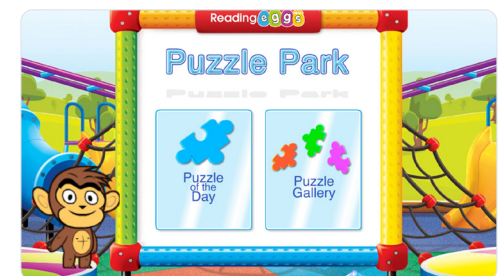 Reading eggs
Puzzle Park
Puzzle
of the
Day
Puzzle
Gallery